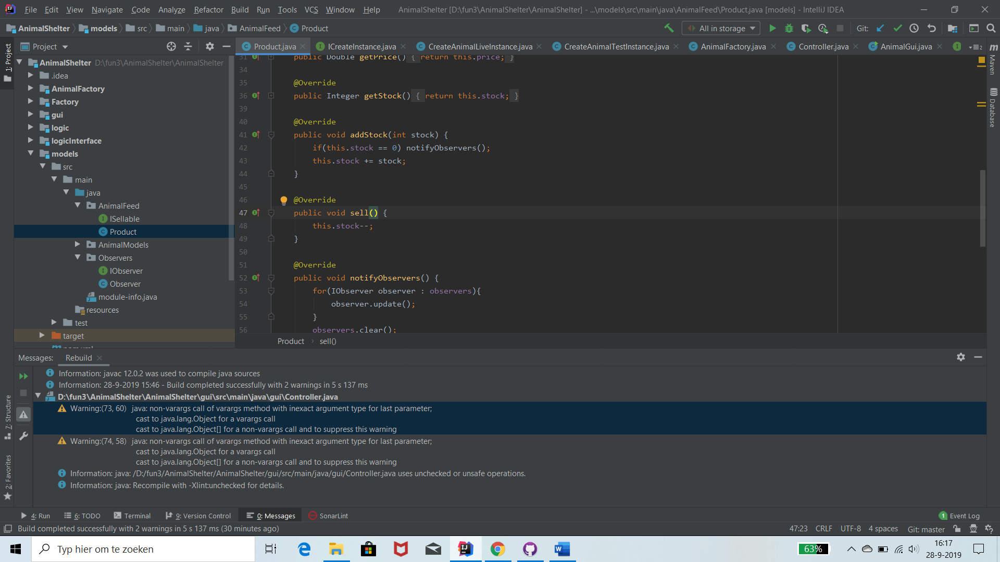 File Edit View Navigate Code Analyze Refactor Build Run Tools VCS Window Help AnimalShelter [D:\fun3\AnimalShelter\AnimalShelter] - ...\models\src\main\java\AnimalFeed\Product.java [models] - IntelliJ IDEA
AnimalShelter models src main java AnimalFeed Product All in storage Git:
Project
Product.java ICreateInstance.java CreateAnimalLiveInstance.java CreateAnimalTestInstance.java AnimalFactory.java Controller.java AnimalGui.java 2
1: Project
Maven
Database
AnimalShelter D:\fun3\AnimalShelter\AnimalShelter
.idea
AnimalFactory
Factory
gui
logic
logicInterface
models
src
main
java
AnimalFeed
ISellable
Product
AnimalModels
Observers
IObserver
Observer
module-info.java
resources
test
target
pom.xml
31 public Double getPrice() { return this.price; }
34
35 @Override
36 public Integer getStock() { return this.stock; }
39
40 @Override
41 public void addStock(int stock) {
42 if(this.stock == 0) notifyObservers();
43 this.stock += stock;
44 }
45
46 @Override
47 public void sell() {
48 this.stock--;
49 }
50
51 @Override
52 public void notifyObservers() {
53 for(IObserver observer : observers){
54 observer.update();
55 }
56 observers.clear();
Product › sell()
Messages: Rebuild
Information: javac 12.0.2 was used to compile java sources
Information: 28-9-2019 15:46 - Build completed successfully with 2 warnings in 5 s 137 ms
D:\fun3\AnimalShelter\AnimalShelter\gui\src\main\java\gui\Controller.java
Warning:(73, 60) java: non-varargs call of varargs method with inexact argument type for last parameter;
cast to java.lang.Object for a varargs call
cast to java.lang.Object[] for a non-varargs call and to suppress this warning
Warning:(74, 58) java: non-varargs call of varargs method with inexact argument type for last parameter;
cast to java.lang.Object for a varargs call
cast to java.lang.Object[] for a non-varargs call and to suppress this warning
Information: java: /D:/fun3/AnimalShelter/AnimalShelter/gui/src/main/java/gui/Controller.java uses unchecked or unsafe operations.
Information: java: Recompile with -Xlint:unchecked for details.
7: Structure
2: Favorites
4: Run 6: TODO Terminal 9: Version Control 0: Messages SonarLint 1 Event Log
Build completed successfully with 2 warnings in 5 s 137 ms (30 minutes ago) 47:23 CRLF UTF-8 4 spaces Git: master
Typ hier om te zoeken
63%
16:17
28-9-2019